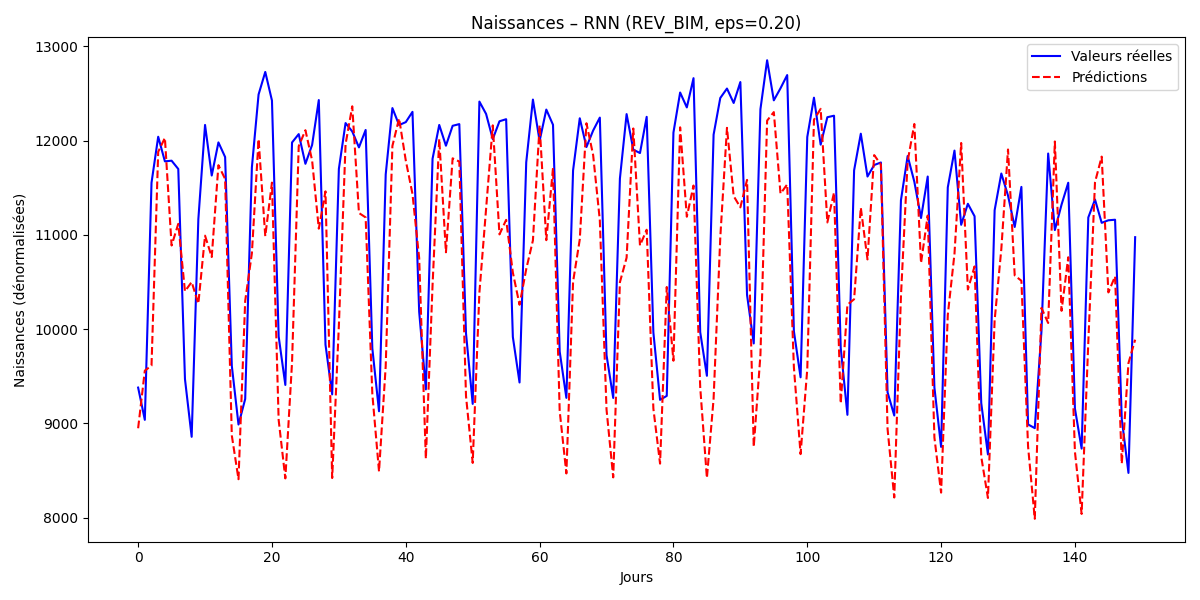 Naissances – RNN (REV_BIM, eps=0.20)
Valeurs réelles
Prédictions
Naissances (dénormalisées)
13000
12000
11000
10000
9000
8000
0 20 40 60 80 100 120 140
Jours